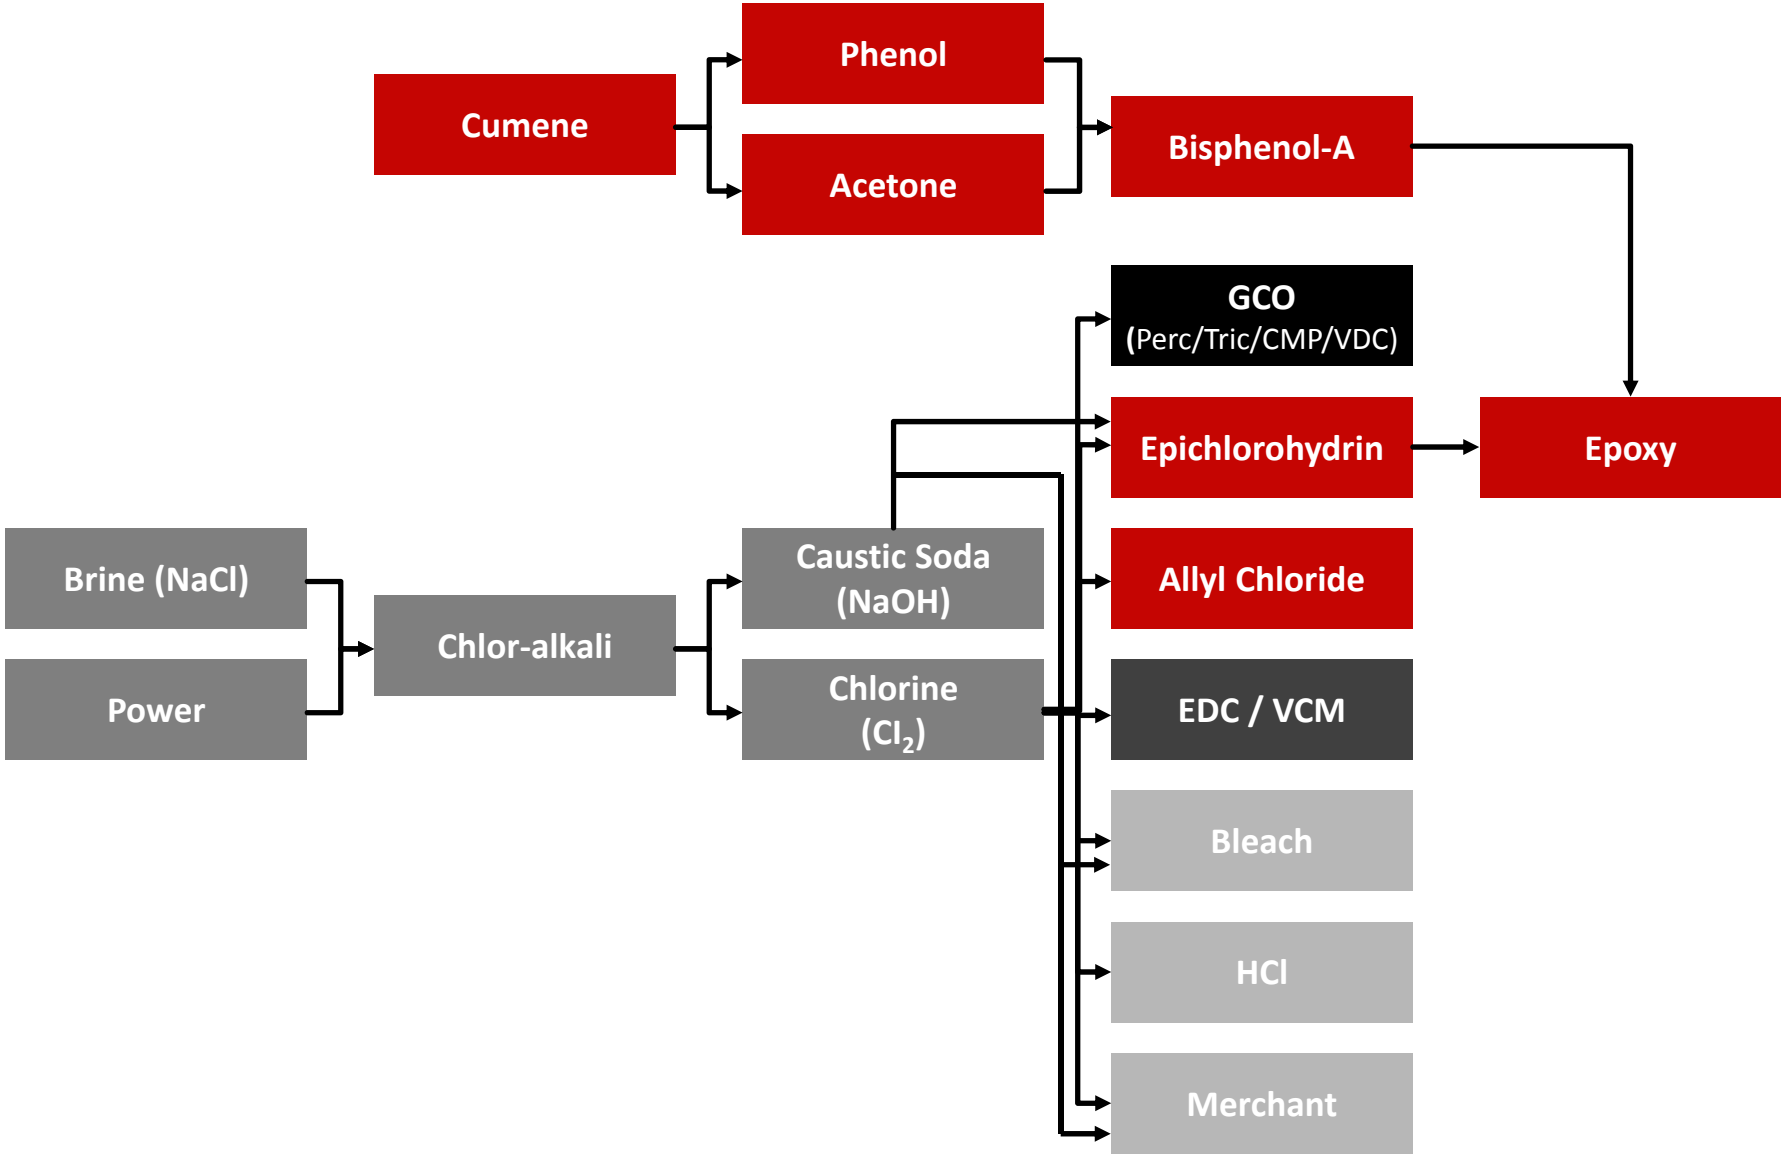 Phenol
Cumene
Acetone
Bisphenol-A
GCO
(Perc/Tric/CMP/VDC)
Epichlorohydrin
Epoxy
Brine (NaCl)
Power
Chlor-alkali
Caustic Soda
(NaOH)
Chlorine
(Cl₂)
Allyl Chloride
EDC / VCM
Bleach
HCl
Merchant